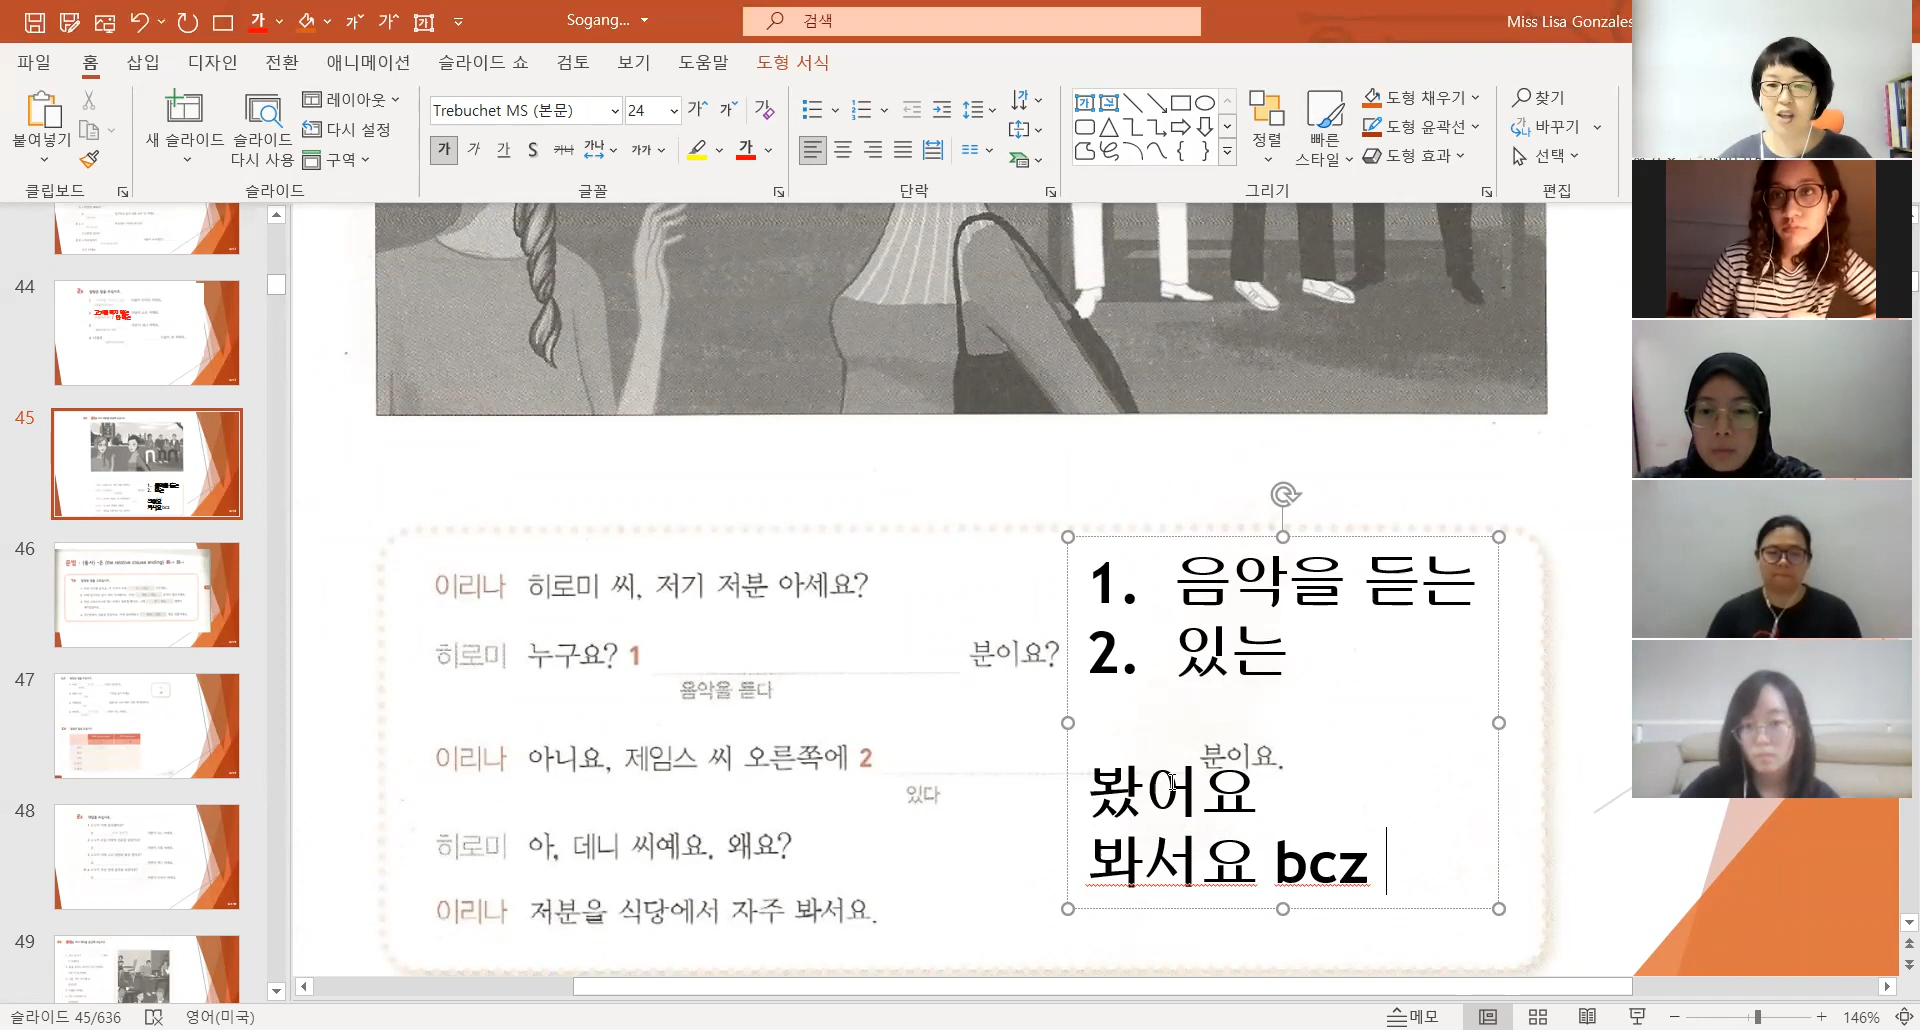 Sogang...
검색
Miss Lisa Gonzales
파일 홈 삽입 디자인 전환 애니메이션 슬라이드 쇼 검토 보기 도움말 도형 서식
붙여넣기
새 슬라이드
슬라이드 다시 사용
레이아웃
다시 설정
구역
Trebuchet MS (본문) 24
정렬
빠른 스타일
도형 채우기
도형 윤곽선
도형 효과
찾기
바꾸기
선택
클립보드 슬라이드 글꼴 단락 그리기 편집
44
45
46
47
48
49
이리나 히로미 씨, 저기 저분 아세요?
히로미 누구요? 1 분이요?
음악을 듣다
이리나 아니요, 제임스 씨 오른쪽에 2 분이요.
있다
히로미 아, 데니 씨예요. 왜요?
이리나 저분을 식당에서 자주 봐서요.
1. 음악을 듣는
2. 있는
봤어요
봐서요 bcz
슬라이드 45/636 영어(미국) 메모 146%